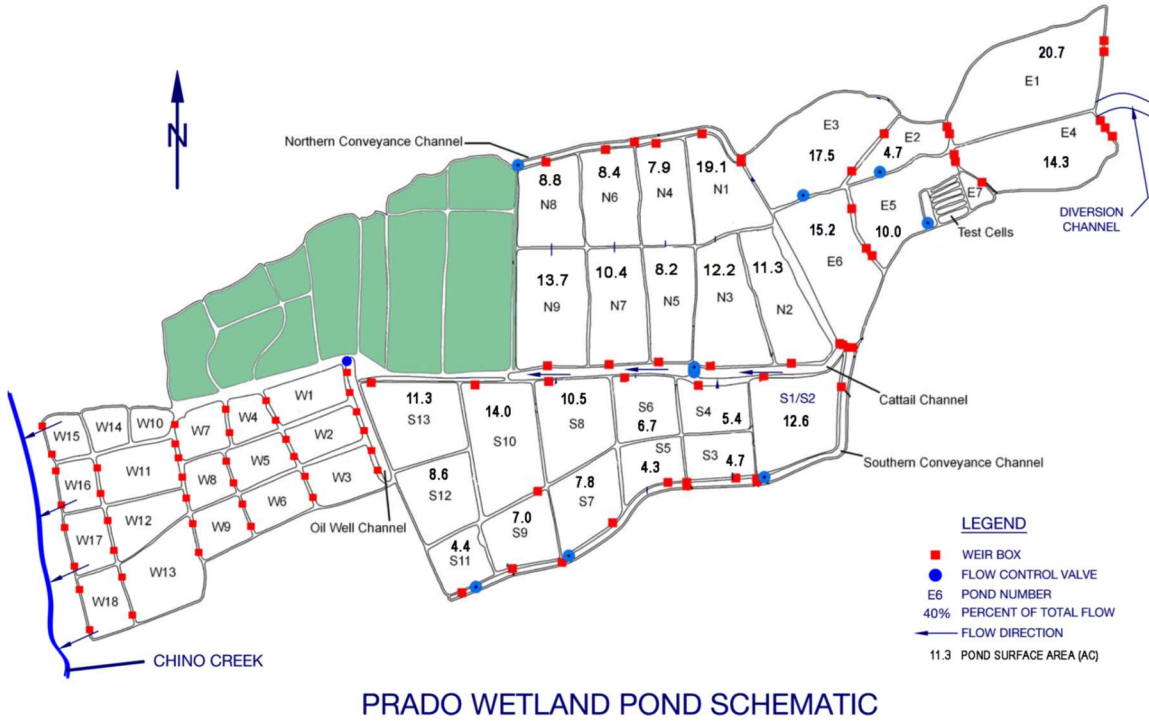 N
20.7
E1
E3
E2
E4
4.7
17.5
14.3
Northern Conveyance Channel
8.8
8.4
7.9
19.1
N8
N6
N4
N1
E7
E5
10.0
Test Cells
DIVERSION
CHANNEL
15.2
E6
13.7
10.4
8.2
12.2
11.3
N9
N7
N5
N3
N2
Cattail Channel
11.3
S13
14.0
S10
10.5
S8
S6
6.7
S4
5.4
S1/S2
12.6
S5
4.3
S3
4.7
Southern Conveyance Channel
8.6
S12
7.8
S7
7.0
S9
4.4
S11
W1
W15
W14
W10
W7
W4
W2
W16
W11
W8
W5
W3
W17
W12
W9
W6
Oil Well Channel
W18
W13
CHINO CREEK
LEGEND
WEIR BOX
FLOW CONTROL VALVE
E6 POND NUMBER
40% PERCENT OF TOTAL FLOW
FLOW DIRECTION
11.3 POND SURFACE AREA (AC)
PRADO WETLAND POND SCHEMATIC